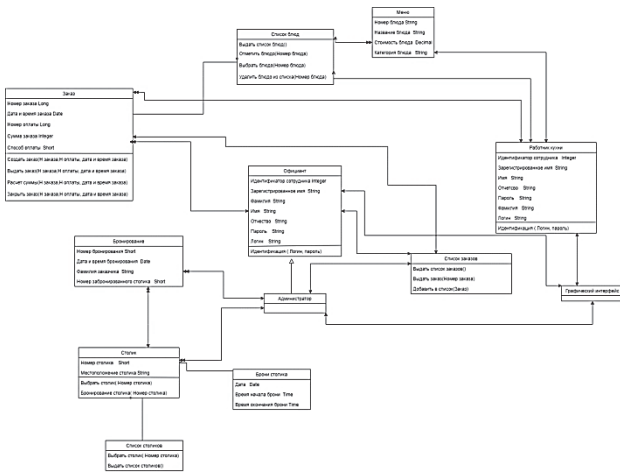 Меню
Номер блюда String
Название блюда String
Стоимость блюда Decimal
Категория блюда String
Список блюд
Выдать список блюд()
Отметить блюдо(Номер блюда)
Выбрать блюдо(Номер блюда)
Удалить блюдо из списка(Номер блюда)
Заказ
Номер заказа Long
Дата и время заказа Date
Номер оплаты Long
Сумма заказа Integer
Способ оплаты Short
Создать заказ(Н заказа,Н оплаты, дата и время заказа)
Выдать заказ(Н заказа,Н оплаты, дата и время заказа)
Расчет суммы(Н заказа,Н оплаты, дата и время заказа)
Закрыть заказ(Н заказа,Н оплаты, дата и время заказа)
Работник кухни
Идентификатор сотрудника Integer
Зарегистрированное имя String
Имя String
Отчество String
Пароль String
Фамилия String
Логин String
Идентификация ( Логин, пароль)
Официант
Идентификатор сотрудника Integer
Зарегистрированное имя String
Фамилия String
Имя String
Отчество String
Пароль String
Логин String
Идентификация ( Логин, пароль)
Бронирование
Номер бронирования Short
Дата и время бронирования Date
Фамилия заказчика String
Номер забронированного столика Short
Список заказов
Выдать список заказов()
Выдать заказ(Номер заказа)
Добавить в список(Заказ)
Администратор
Графический интерфейс
Столик
Номер столика Short
Местоположение столика String
Выбрать столик( Номер столика)
Бронирование столика( Номер столика)
Брони столика
Дата Date
Время начала брони Time
Время окончания брони Time
Список столиков
Выбрать столик( Номер столика)
Выдать список столиков()